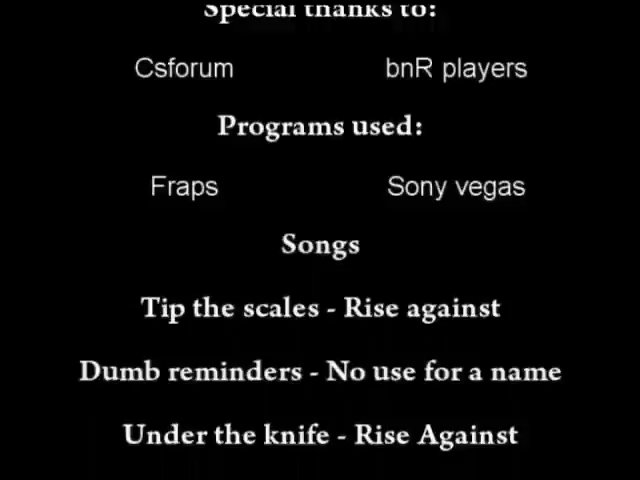 Special thanks to:
Csforum bnR players
Programs used:
Fraps Sony vegas
Songs
Tip the scales - Rise against
Dumb reminders - No use for a name
Under the knife - Rise Against